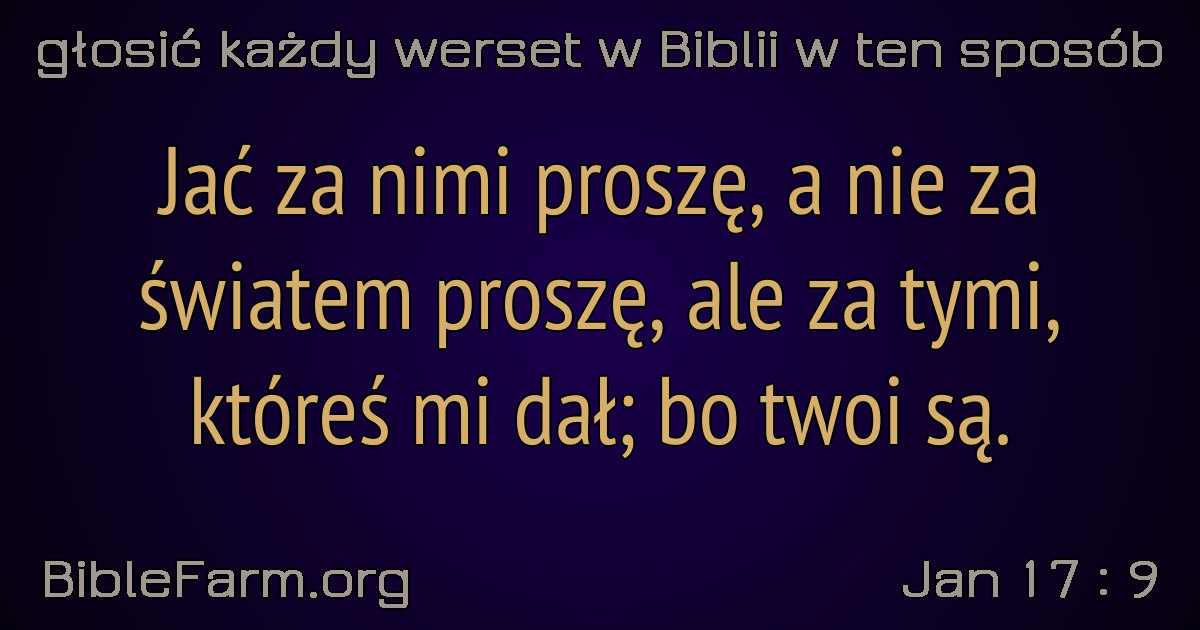 głosić każdy werset w Biblii w ten sposób
Jać za nimi proszę, a nie za
światem proszę, ale za tymi,
któreś mi dał; bo twoi są.
BibleFarm.org
Jan 17 : 9